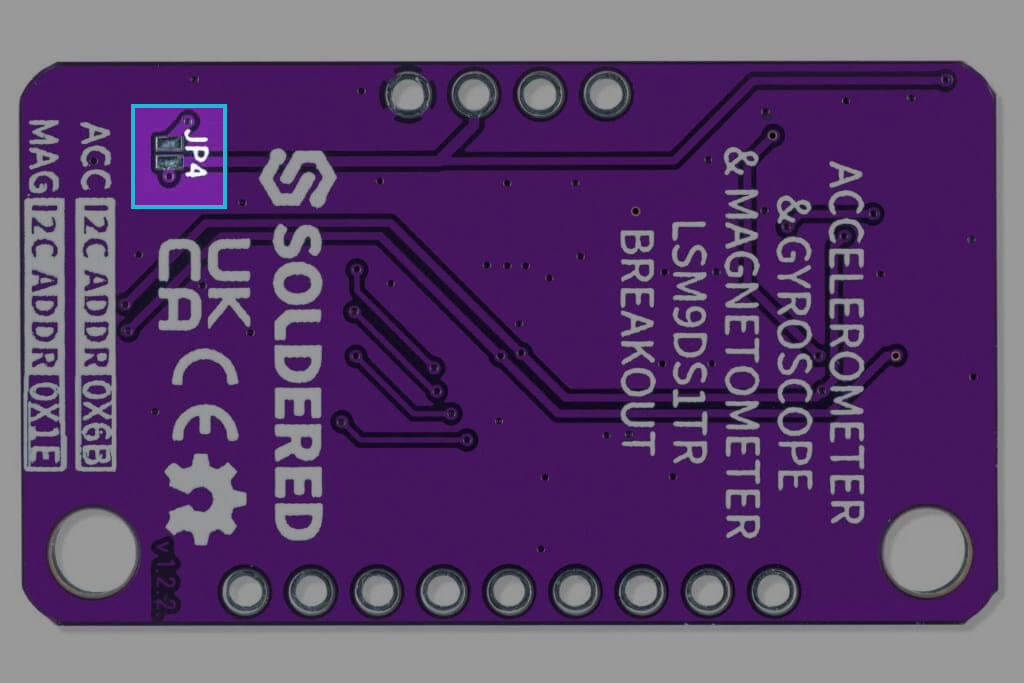 JP4
MAG I2C ADDR 0X1E
ACC I2C ADDR 0X6B
UK
CA
CE
SOLDERED
v1.2.2.
ACCELEROMETER
& GYROSCOPE
& MAGNETOMETER
LSM9DS1TR
BREAKOUT